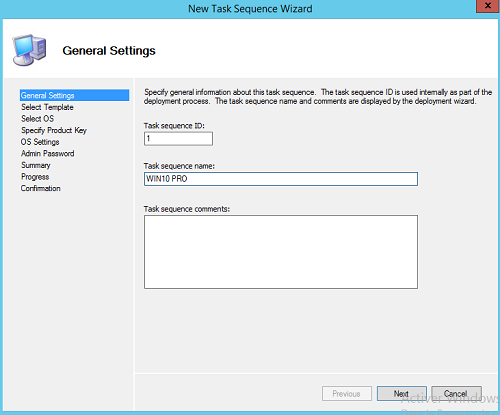 New Task Sequence Wizard
x
General Settings
General Settings
Select Template
Select OS
Specify Product Key
OS Settings
Admin Password
Summary
Progress
Confirmation
Specify general information about this task sequence. The task sequence ID is used internally as part of the
deployment process. The task sequence name and comments are displayed by the deployment wizard.
Task sequence ID:
1
Task sequence name:
WIN10 PRO
Task sequence comments:
Previous
Next
Cancel
Activer Windows